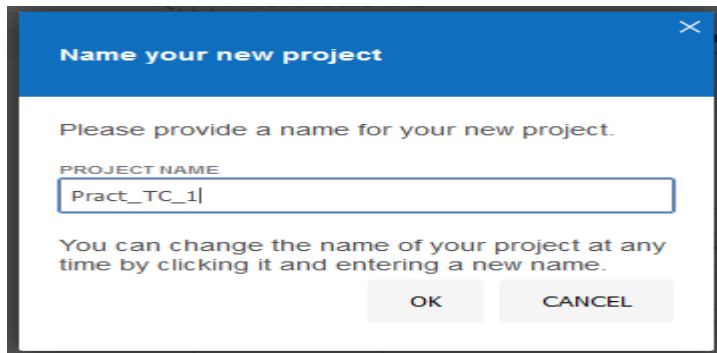 Name your new project
Please provide a name for your new project.
PROJECT NAME
Pract_TC_1
You can change the name of your project at any
time by clicking it and entering a new name.
OK CANCEL